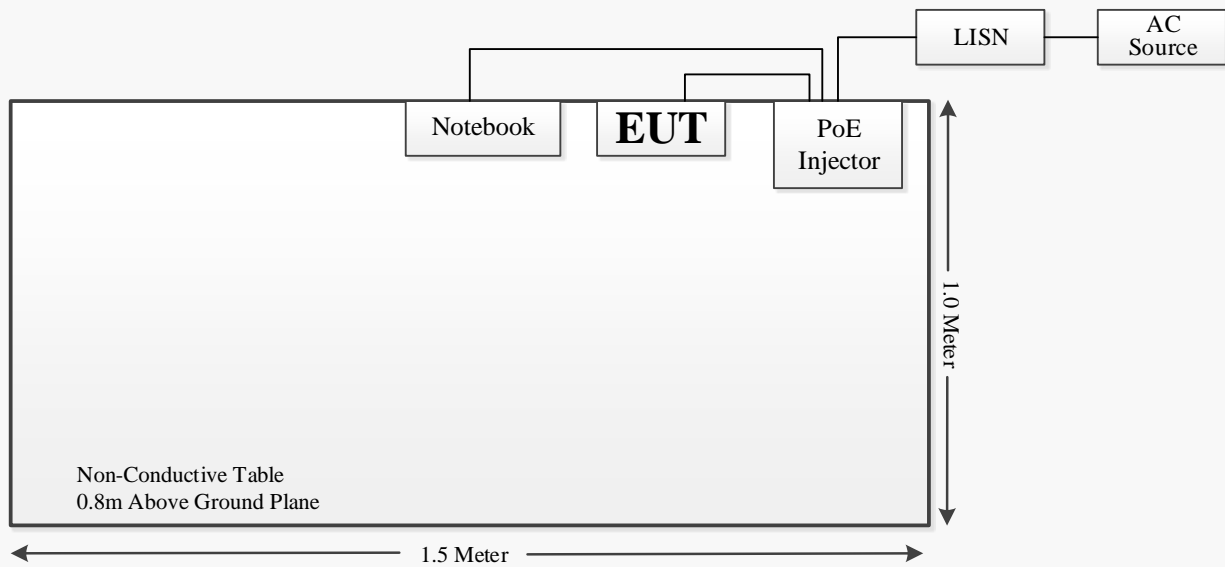 LISN
AC
Source
Notebook
EUT
PoE
Injector
1.0 Meter
Non-Conductive Table
0.8m Above Ground Plane
1.5 Meter